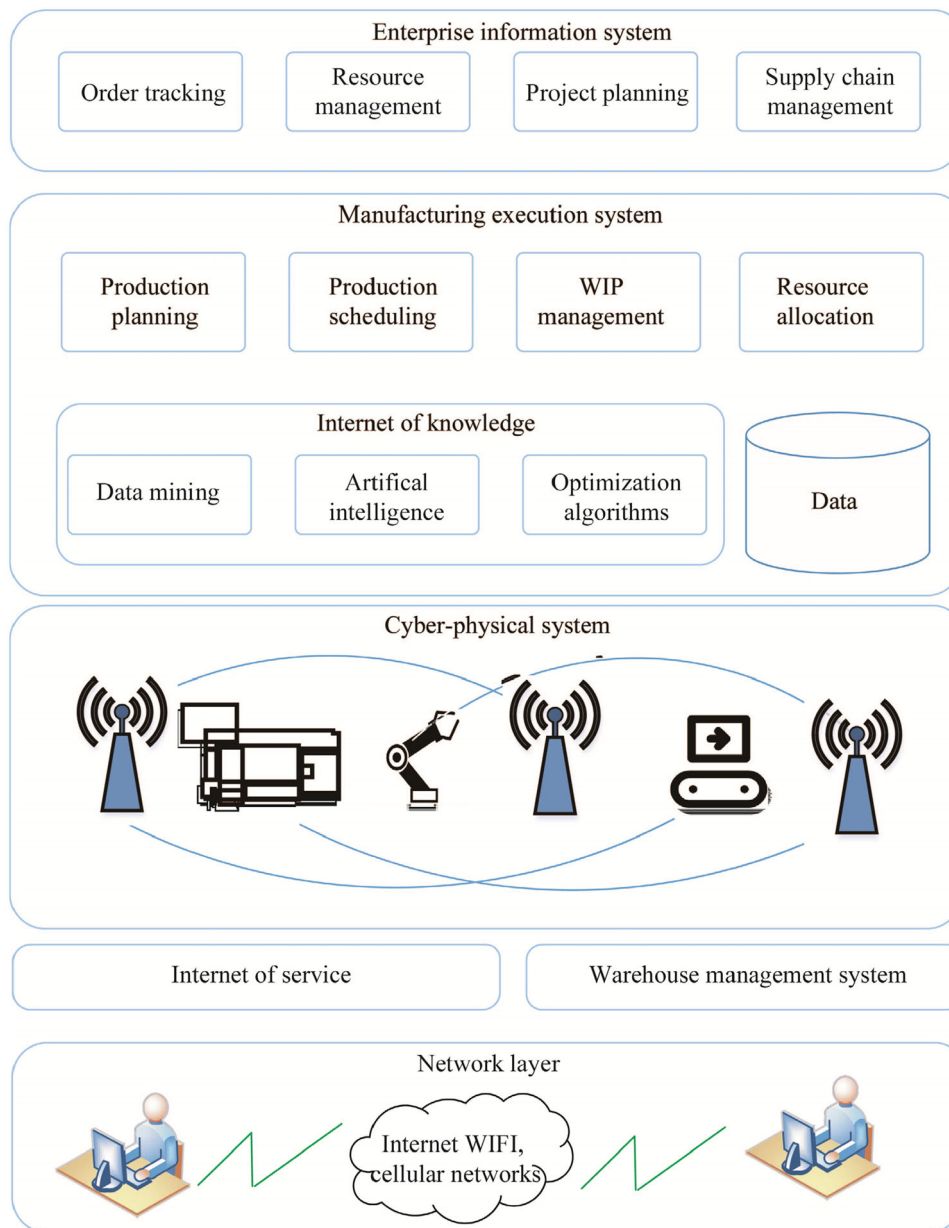 Enterprise information system
Order tracking
Resource
management
Project planning
Supply chain
management
Manufacturing execution system
Production
planning
Production
scheduling
WIP
management
Resource
allocation
Internet of knowledge
Data mining
Artifical
intelligence
Optimization
algorithms
Data
Cyber-physical system
Internet of service
Warehouse management system
Network layer
Internet WIFI,
cellular networks